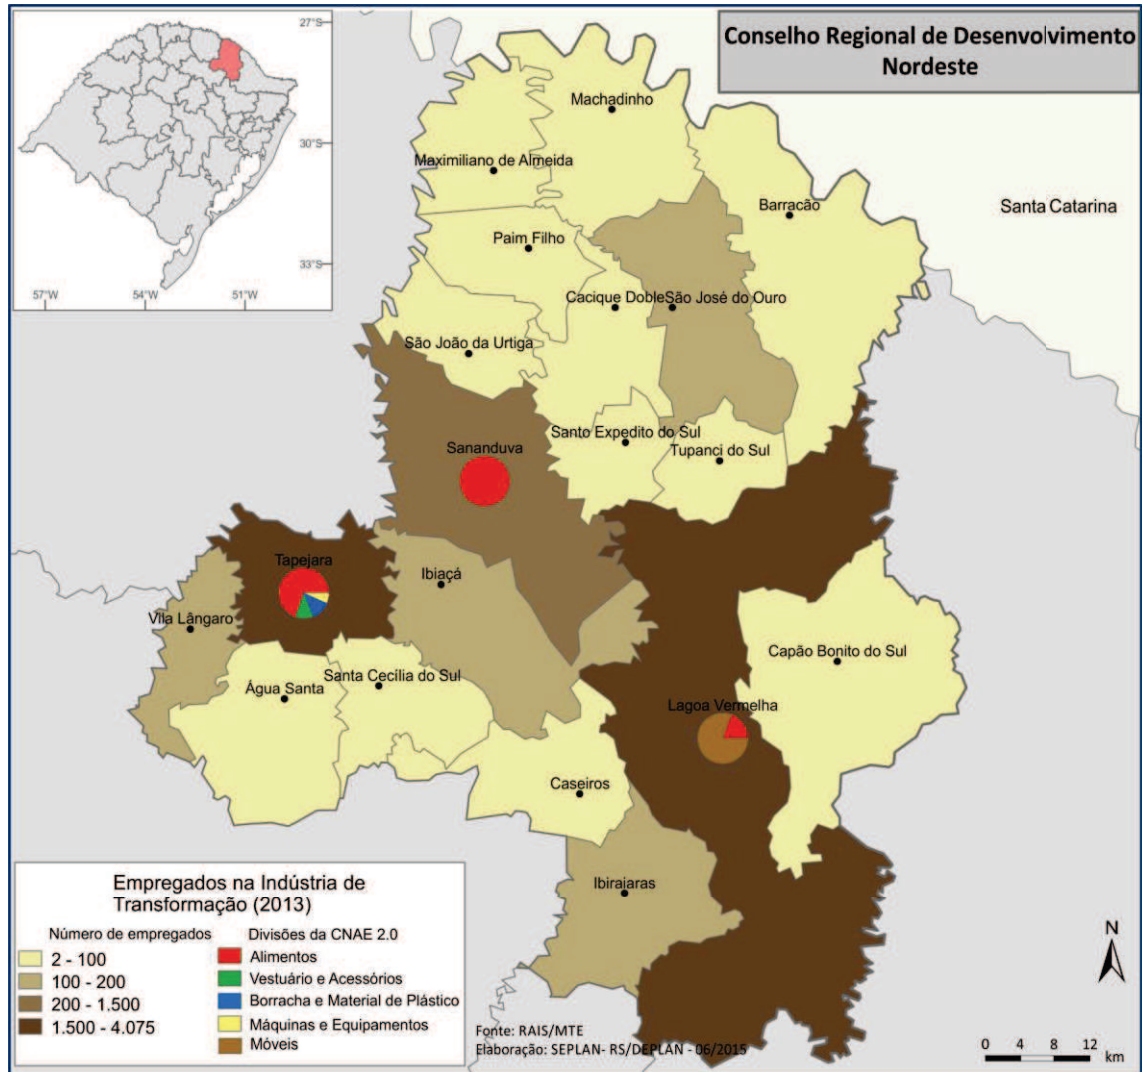 Conselho Regional de Desenvolvimento
Nordeste
27°S
30°S
33°S
57°W
54°W
51°W
Machadinho
Maximiliano de Almeida
Barracão
Santa Catarina
Paim Filho
Cacique Doble
São José do Ouro
São João da Urtiga
Santo Expedito do Sul
Sananduva
Tupanci do Sul
Tapejara
Ibiaçá
Vila Lângaro
Capão Bonito do Sul
Santa Cecília do Sul
Água Santa
Lagoa Vermelha
Caseiros
Ibiraiaras
Empregados na Indústria de
Transformação (2013)
Número de empregados
2 - 100
100 - 200
200 - 1.500
1.500 - 4.075
Divisões da CNAE 2.0
Alimentos
Vestuário e Acessórios
Borracha e Material de Plástico
Máquinas e Equipamentos
Móveis
Fonte: RAIS/MTE
Elaboração: SEPLAN- RS/DEPLAN - 06/2015
N
0 4 8 12
km